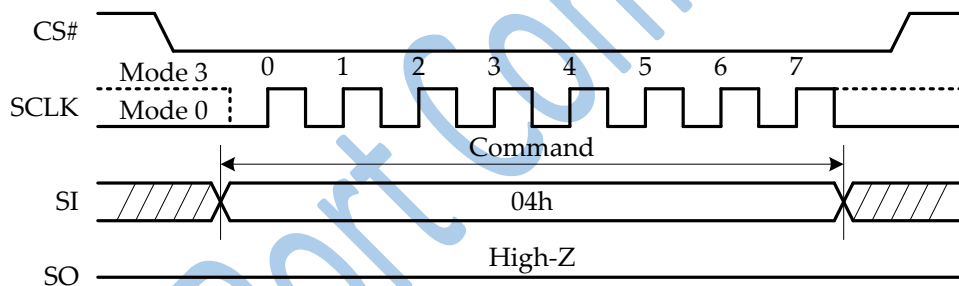 CS#
Mode 3
0 1 2 3 4 5 6 7
SCLK
Mode 0
Command
SI
04h
High-Z
SO